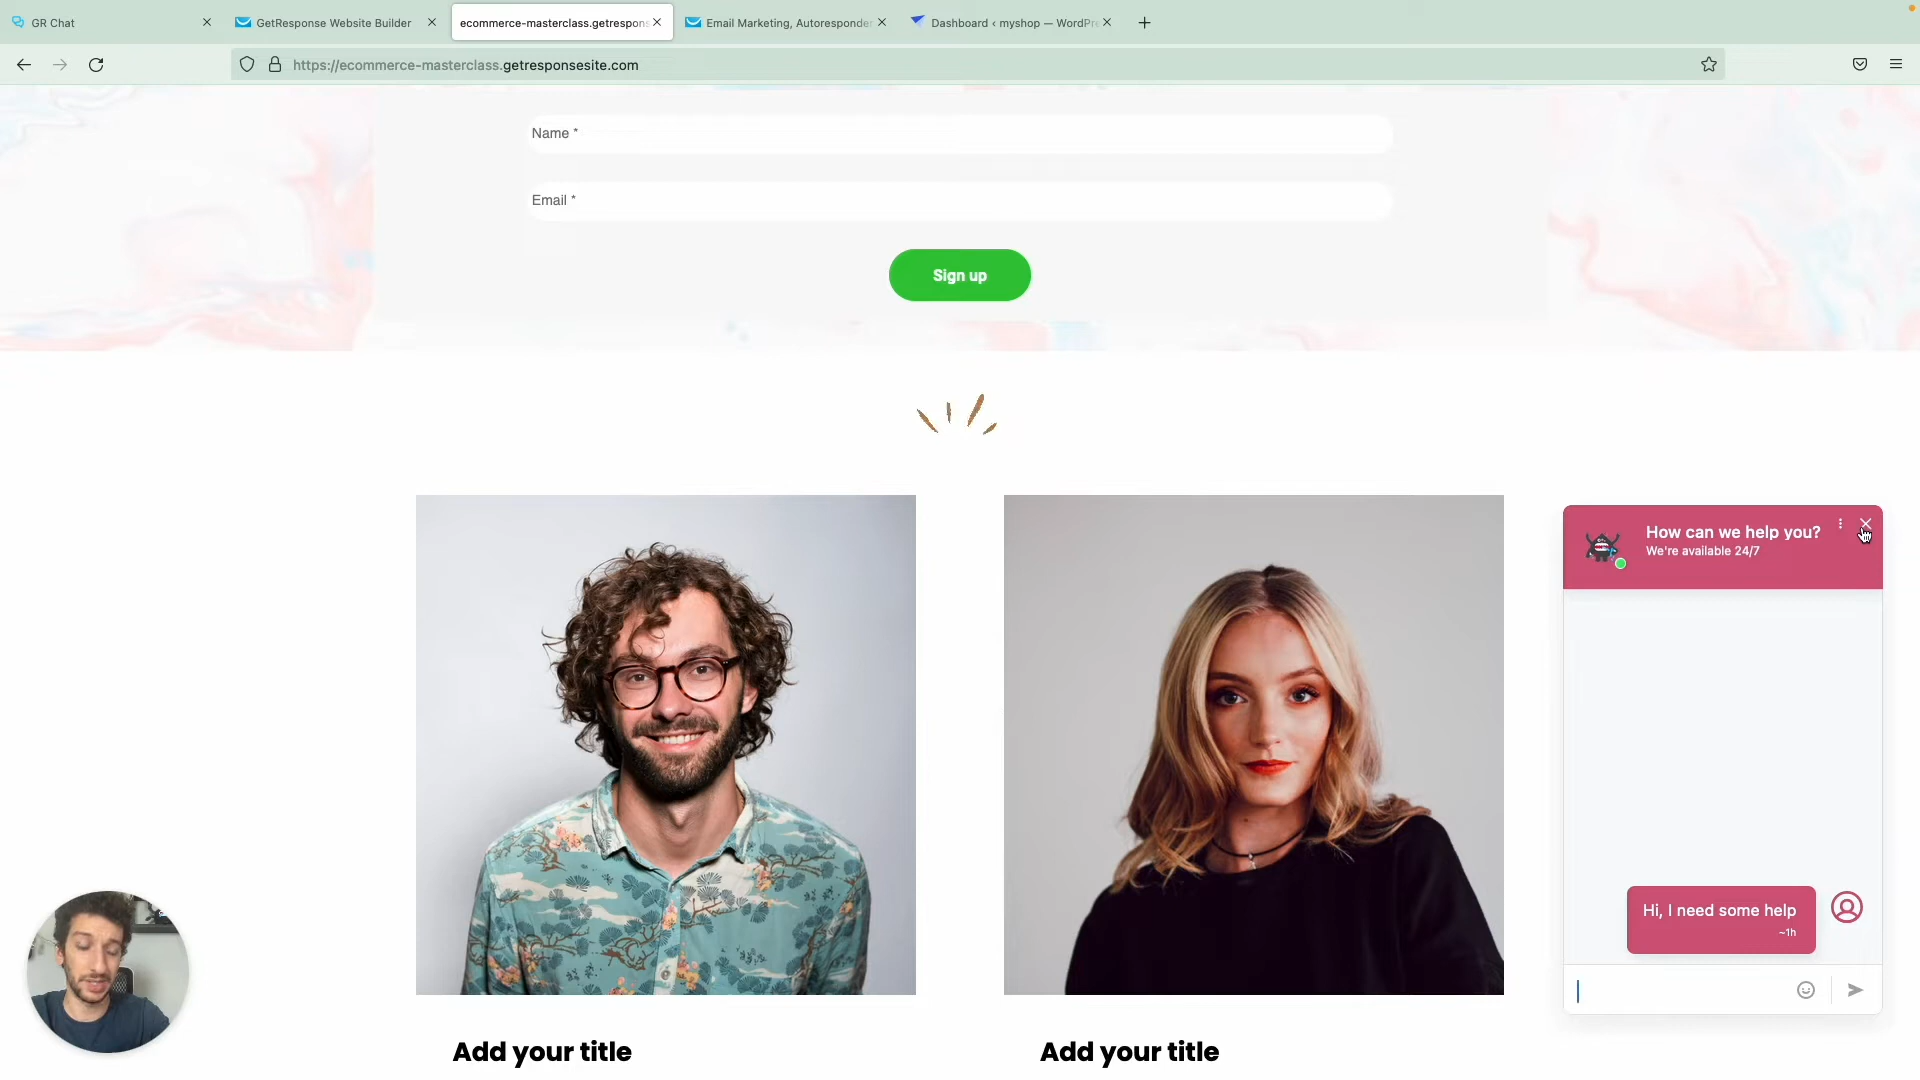 GR Chat
GetResponse Website Builder
ecommerce-masterclass.getrespons
Email Marketing, Autoresponde
Dashboard ‹ myshop — WordPre
https://ecommerce-masterclass.getresponsesite.com
Name *
Email *
Sign up
How can we help you?
We're available 24/7
Hi, I need some help
~1h
Add your title
Add your title